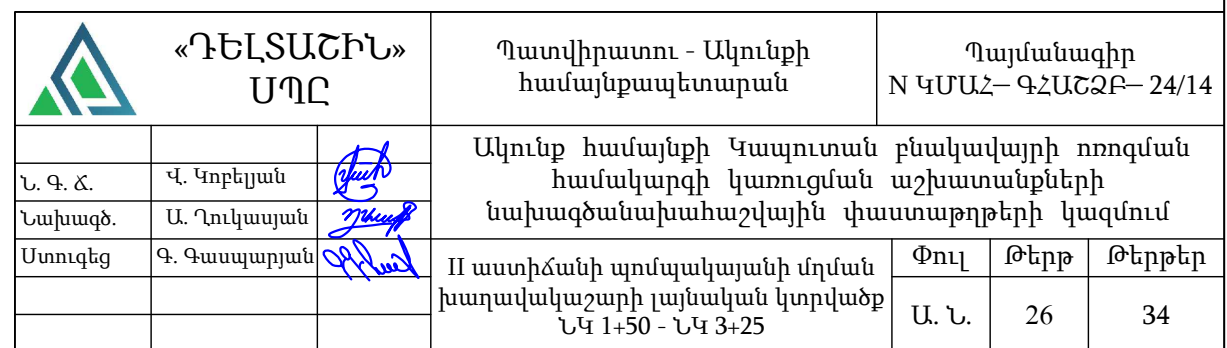 «ԴԵԼՏԱՇԻՆ»
ՍՊԸ
Պատվիրատու - Ակունքի
համայնքապետարան
Պայմանագիր
N ԿՄԱՀ— ԳՀԱՇՁԲ— 24/14
Ն. Գ. Ճ.
Վ. Կոբելյան
Նախագծ.
Ա. Ղուկասյան
Ստուգեց
Գ. Գասպարյան
Ակունք համայնքի Կապուտան բնակավայրի ոռոգման
համակարգի կառուցման աշխատանքների
նախագծանախահաշվային փաստաթղթերի կազմում
II աստիճանի պոմպակայանի մղման
խաղավակաշարի լայնական կտրվածք
ՆԿ 1+50 - ՆԿ 3+25
Փուլ
Թերթ
Թերթեր
Ա. Ն.
26
34